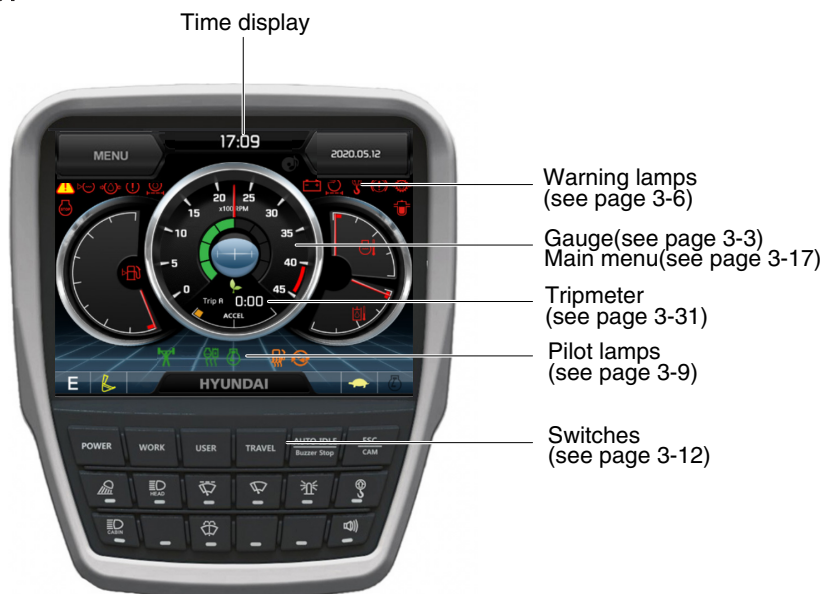 Time display
17:09
MENU
2020.05.12
Warning lamps
(see page 3-6)
x100 RPM
0
5
10
15
20
25
30
35
40
45
Gauge(see page 3-3)
Main menu(see page 3-17)
Trip A 0:00
ACCEL
Tripmeter
(see page 3-31)
Pilot lamps
(see page 3-9)
E
HYUNDAI
Switches
(see page 3-12)
POWER
WORK
USER
TRAVEL
AUTO IDLE
Buzzer Stop
ESC
CAM
HEAD
CABIN